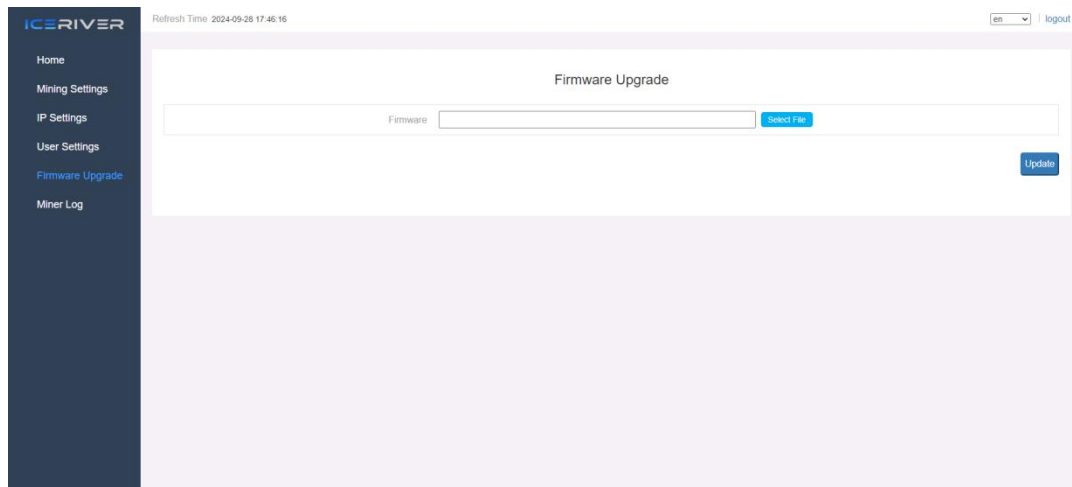 ICERIVER
Refresh Time 2024-09-28 17:46:16
en
logout
Home
Mining Settings
IP Settings
User Settings
Firmware Upgrade
Miner Log
Firmware Upgrade
Firmware
Select File
Update